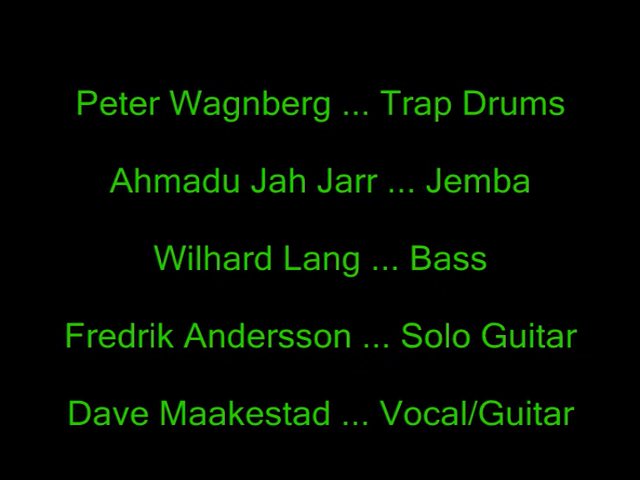 Peter Wagnberg ... Trap Drums
Ahmadu Jah Jarr ... Jemba
Wilhard Lang ... Bass
Fredrik Andersson ... Solo Guitar
Dave Maakestad ... Vocal/Guitar